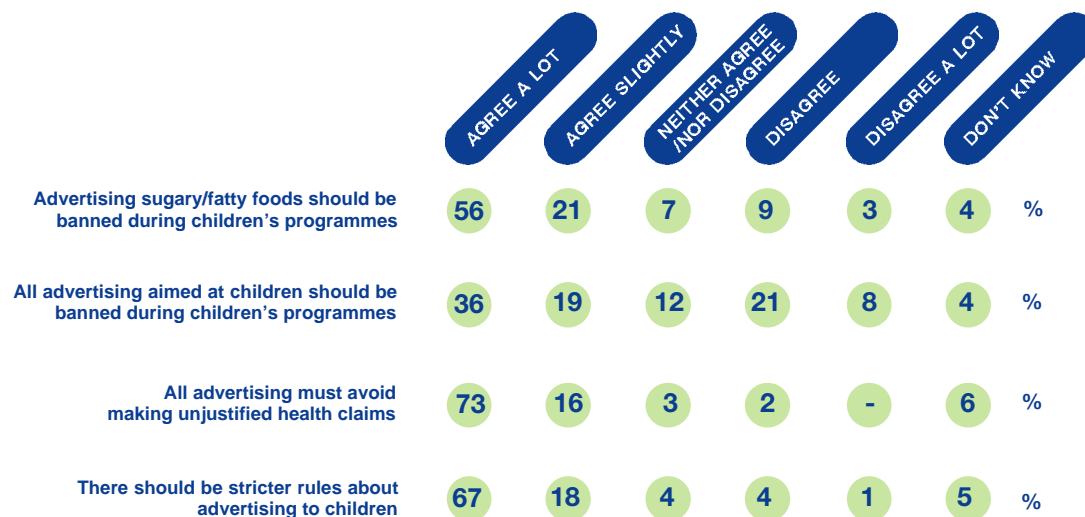 AGREE A LOT
AGREE SLIGHTLY
NEITHER AGREE
/NOR DISAGREE
DISAGREE
DISAGREE A LOT
DON'T KNOW
Advertising sugary/fatty foods should be
banned during children’s programmes
56 21 7 9 3 4 %
All advertising aimed at children should be
banned during children’s programmes
36 19 12 21 8 4 %
All advertising must avoid
making unjustified health claims
73 16 3 2 - 6 %
There should be stricter rules about
advertising to children
67 18 4 4 1 5 %